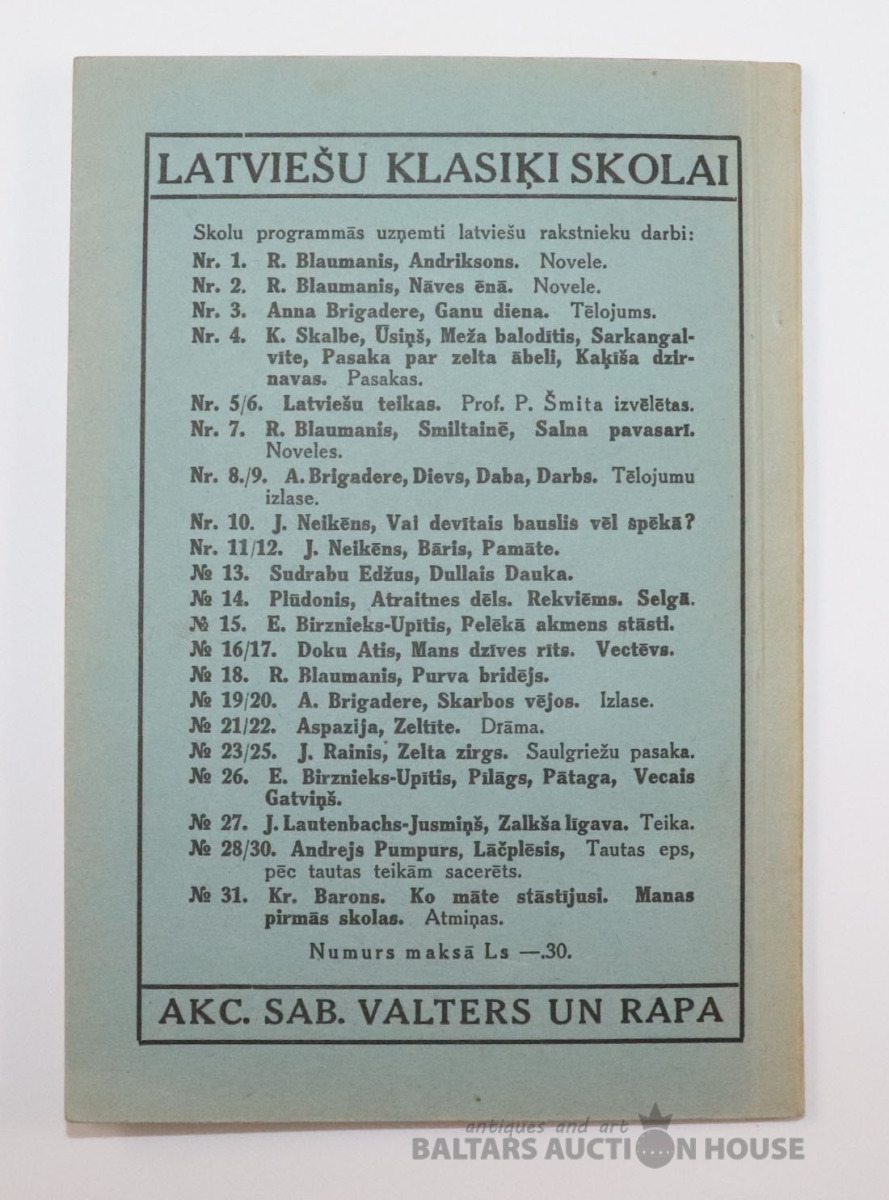 LATVIEŠU KLASIĶI SKOLAI
Skolu programmās uzņemti latviešu rakstnieku darbi:
Nr. 1. R. Blaumanis, Andriksons. Novele.
Nr. 2. R. Blaumanis, Nāves ēnā. Novele.
Nr. 3. Anna Brigadere, Ganu diena. Tēlojums.
Nr. 4. K. Skalbe, Ūsiņš, Meža balodītis, Sarkangal-
vīte, Pasaka par zelta ābeli, Kaķīša dzir-
navas. Pasakas.
Nr. 5/6. Latviešu teikas. Prof. P. Šmita izvēlētas.
Nr. 7. R. Blaumanis, Smiltainē, Salna pavasarī.
Noveles.
Nr. 8./9. A. Brigadere, Dievs, Daba, Darbs. Tēlojumu
izlase.
Nr. 10. J. Neikēns, Vai devītais bauslis vēl spēkā?
Nr. 11/12. J. Neikēns, Bāris, Pamāte.
№ 13. Sudrabu Edžus, Dullais Dauka.
№ 14. Plūdonis, Atraitnes dēls. Rekviēms. Selgā.
№ 15. E. Birznieks-Upītis, Pelēkā akmens stāsti.
№ 16/17. Doku Atis, Mans dzīves rīts. Vectēvs.
№ 18. R. Blaumanis, Purva bridējs.
№ 19/20. A. Brigadere, Skarbos vējos. Izlase.
№ 21/22. Aspazija, Zeltīte. Drāma.
№ 23/25. J. Rainis, Zelta zirgs. Saulgriežu pasaka.
№ 26. E. Birznieks-Upītis, Pīlāgs, Pātaga, Vecais
Gatviņš.
№ 27. J. Lautenbachs-Jusmiņš, Zalkša līgava. Teika.
№ 28/30. Andrejs Pumpurs, Lāčplēsis, Tautas eps,
pēc tautas teikām sacerēts.
№ 31. Kr. Barons. Ko māte stāstījusi. Manas
pirmās skolas. Atmiņas.
Numurs maksā Ls —.30.
AKC. SAB. VALTERS UN RAPA
antiques and art
BALTARS AUCTION HOUSE